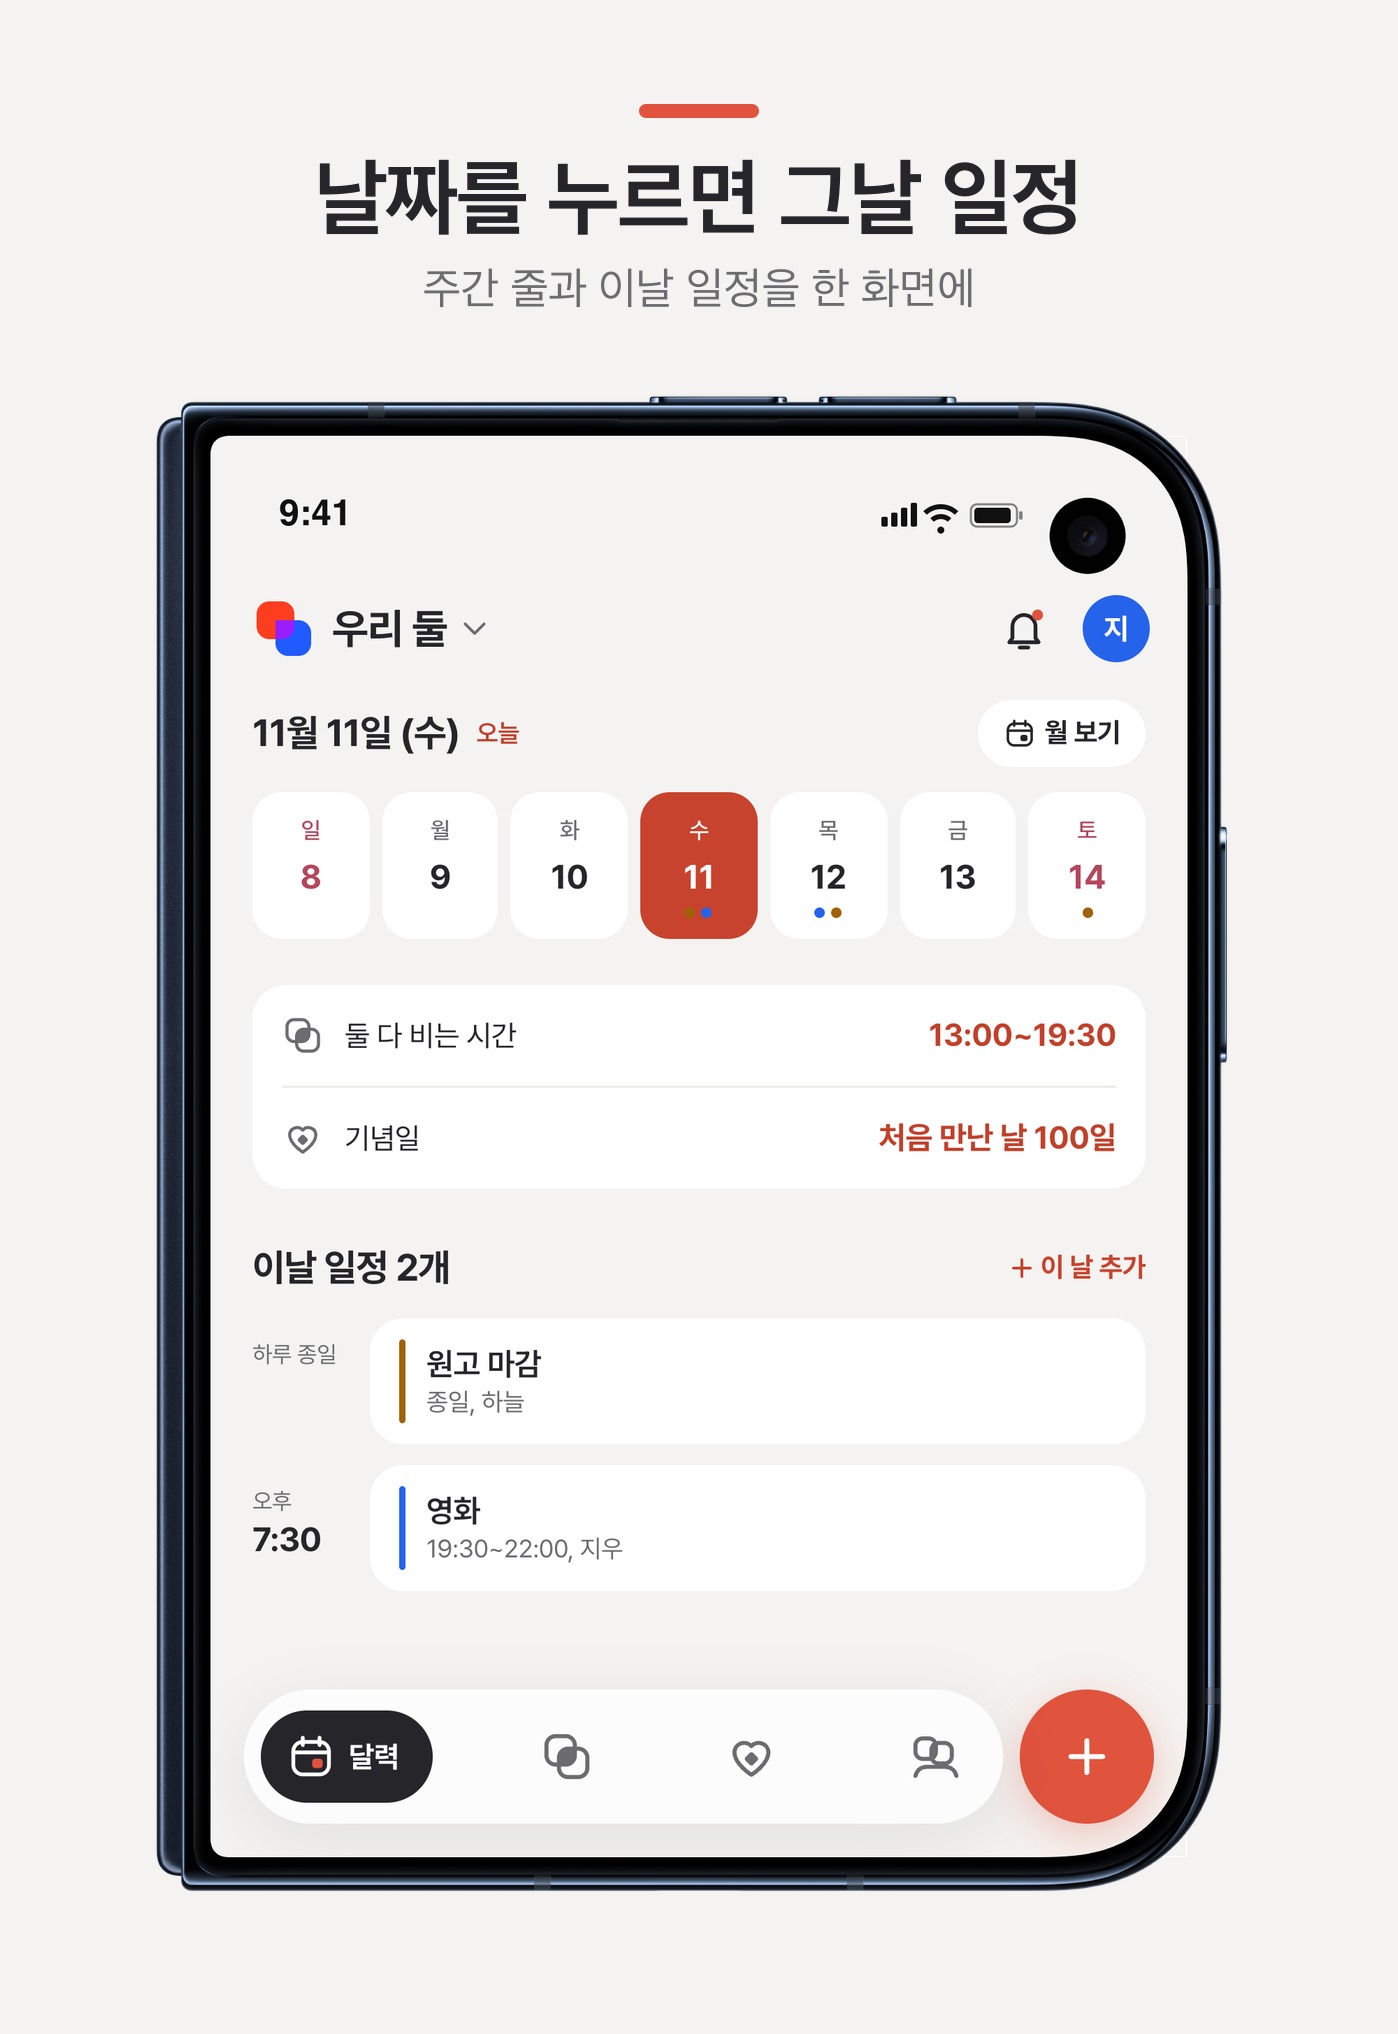 날짜를 누르면 그날 일정
주간 줄과 이날 일정을 한 화면에
9:41
우리 둘
지
11월 11일 (수) 오늘
월 보기
일 월 화 수 목 금 토
8 9 10 11 12 13 14
둘 다 비는 시간 13:00~19:30
기념일 처음 만난 날 100일
이날 일정 2개 + 이 날 추가
하루 종일
원고 마감
종일, 하늘
오후
7:30
영화
19:30~22:00, 지우
달력